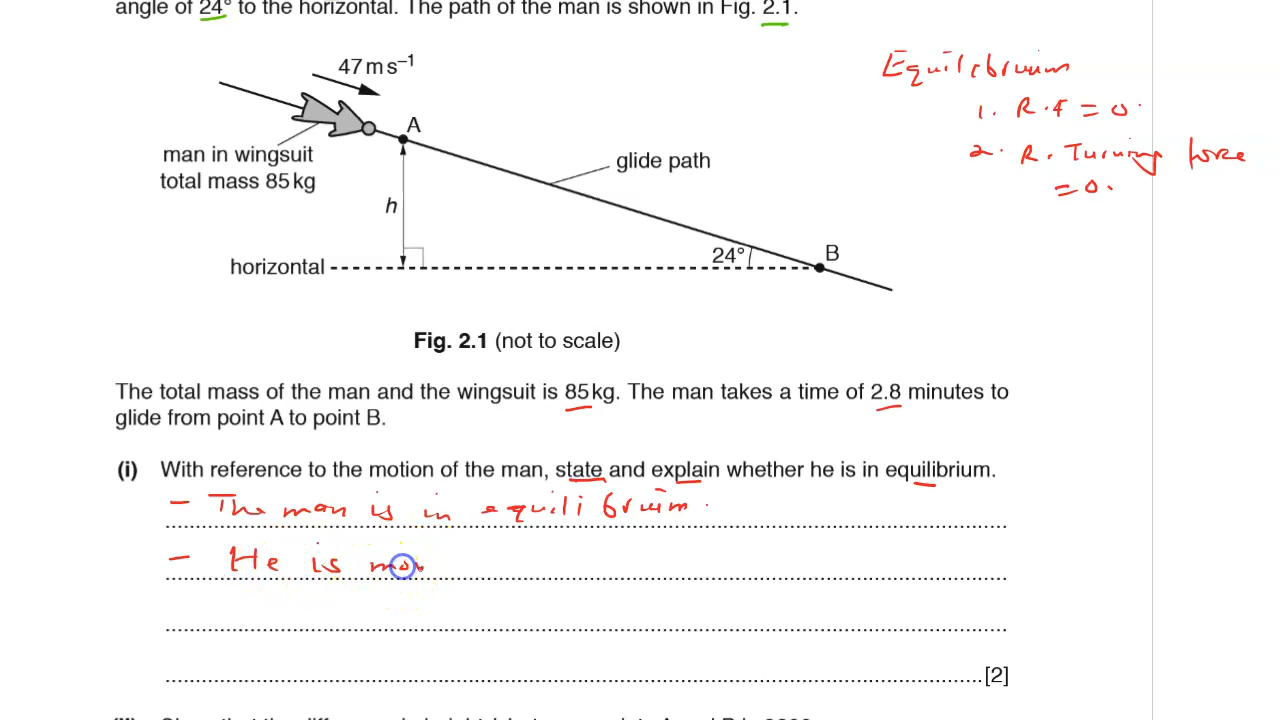 angle of 24° to the horizontal. The path of the man is shown in Fig. 2.1.
47 m s⁻¹
Equilibruim
1. R.F = 0.
2. R. Turning force
= 0.
A
man in wingsuit
total mass 85 kg
glide path
h
24°
B
horizontal
Fig. 2.1 (not to scale)
The total mass of the man and the wingsuit is 85 kg. The man takes a time of 2.8 minutes to
glide from point A to point B.
(i) With reference to the motion of the man, state and explain whether he is in equilibrium.
- The man is in equilibruim.
- He is mov
[2]